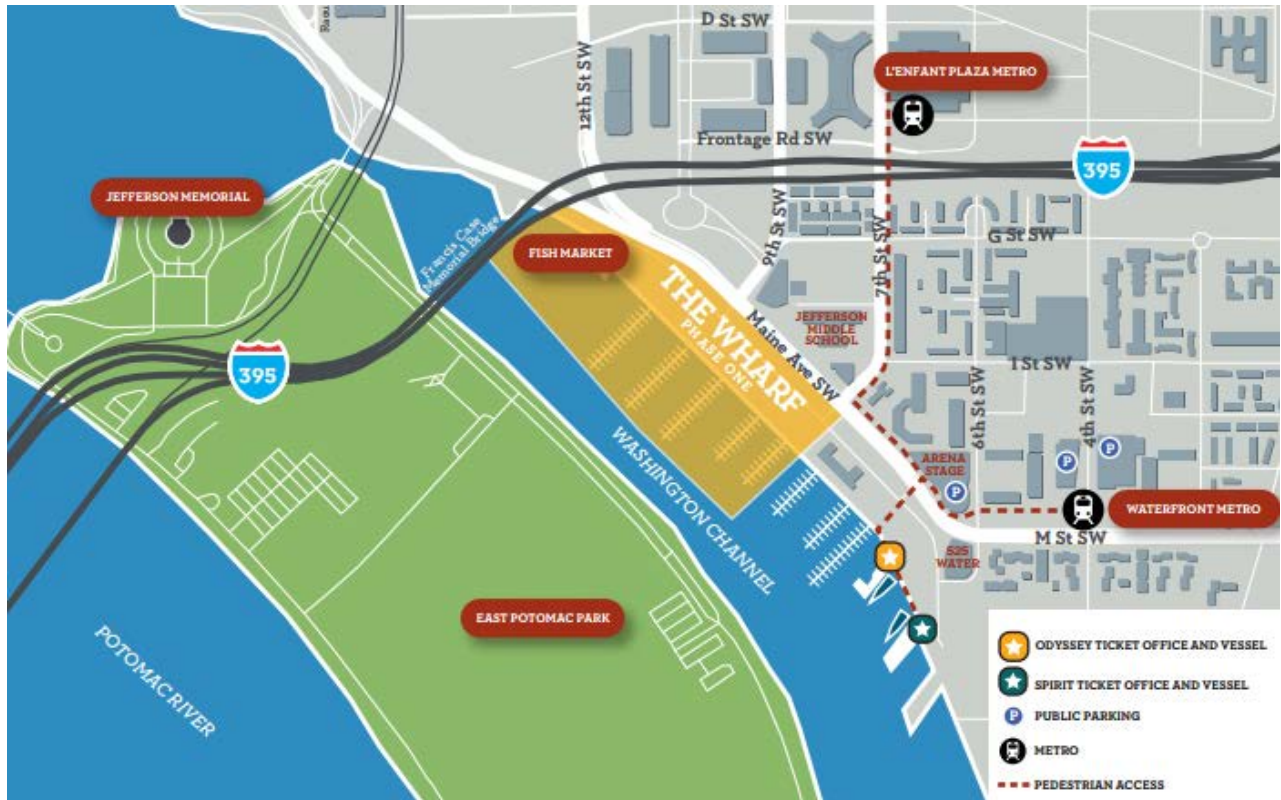 Raou
D St SW
12th St SW
L'ENFANT PLAZA METRO
Frontage Rd SW
395
JEFFERSON MEMORIAL
9th St SW
7th St SW
G St SW
Francis Case
Memorial Bridge
FISH MARKET
THE WHARF
PHASE ONE
Maine Ave SW
JEFFERSON
MIDDLE
SCHOOL
I St SW
395
6th St SW
4th St SW
WASHINGTON CHANNEL
ARENA
STAGE
P
P
P
WATERFRONT METRO
M St SW
525
WATER
EAST POTOMAC PARK
POTOMAC RIVER
ODYSSEY TICKET OFFICE AND VESSEL
SPIRIT TICKET OFFICE AND VESSEL
P PUBLIC PARKING
METRO
PEDESTRIAN ACCESS